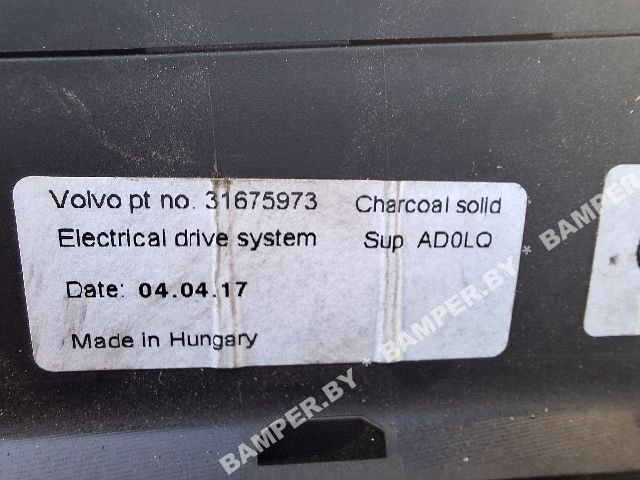 Volvo pt no. 31675973 Charcoal solid
Electrical drive system Sup AD0LQ
Date: 04.04.17
Made in Hungary
BAMPER.BY * BAMPER.BY * BAMPER.BY